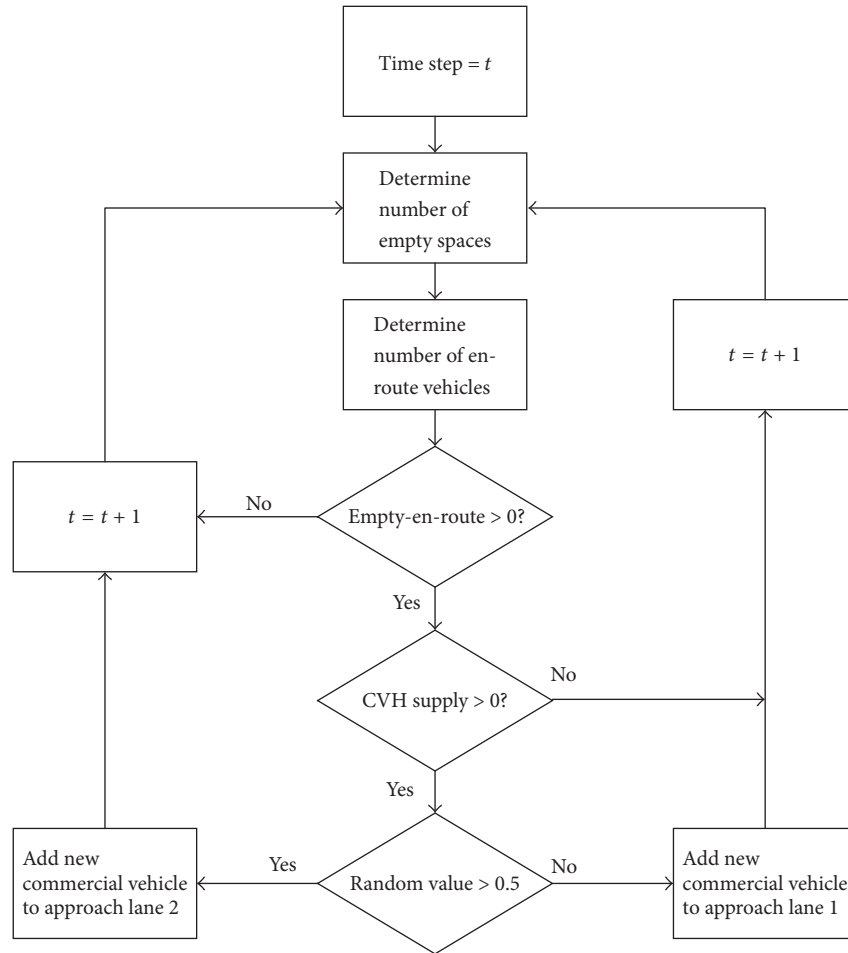 Time step = t
Determine
number of
empty spaces
Determine
number of en-
route vehicles
t = t + 1
t = t + 1
No
Empty-en-route > 0?
Yes
No
CVH supply > 0?
Yes
Add new
commercial vehicle
to approach lane 2
Yes
Random value > 0.5
No
Add new
commercial vehicle
to approach lane 1